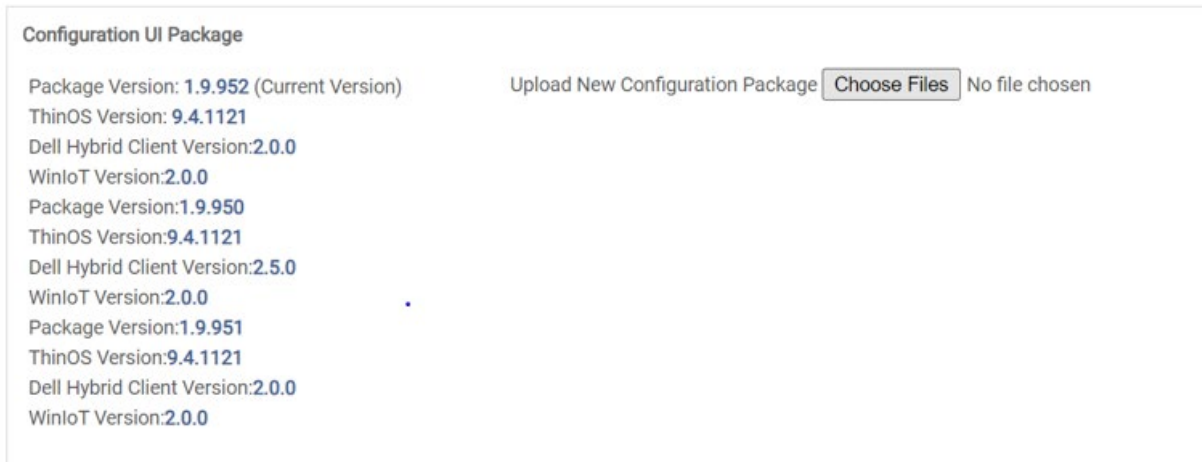 Configuration UI Package
Package Version: 1.9.952 (Current Version)
Upload New Configuration Package Choose Files No file chosen
ThinOS Version: 9.4.1121
Dell Hybrid Client Version:2.0.0
WinIoT Version:2.0.0
Package Version:1.9.950
ThinOS Version:9.4.1121
Dell Hybrid Client Version:2.5.0
WinIoT Version:2.0.0
Package Version:1.9.951
ThinOS Version:9.4.1121
Dell Hybrid Client Version:2.0.0
WinIoT Version:2.0.0